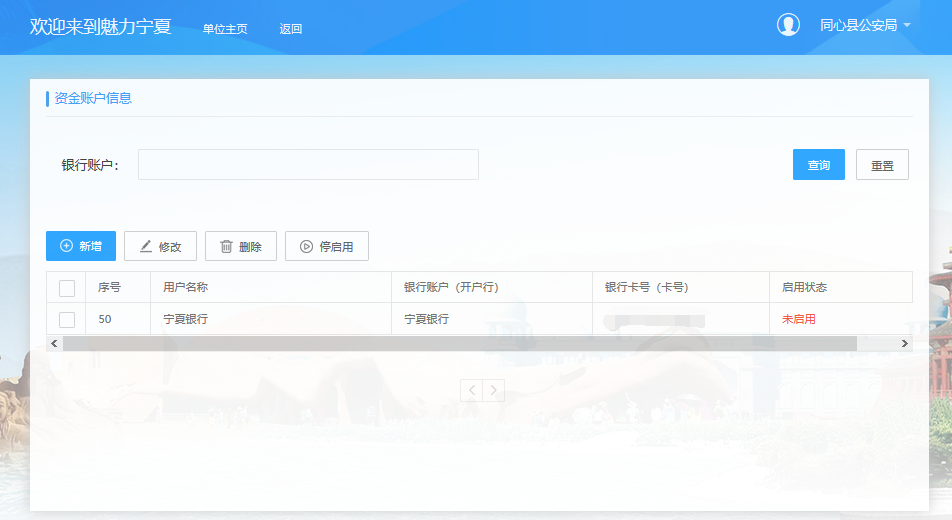 欢迎来到魅力宁夏 单位主页 返回 同心县公安局
资金账户信息
银行账户： 查询 重置
新增 修改 删除 停启用
序号 用户名称 银行账户（开户行） 银行卡号（卡号） 启用状态
50 宁夏银行 宁夏银行 未启用